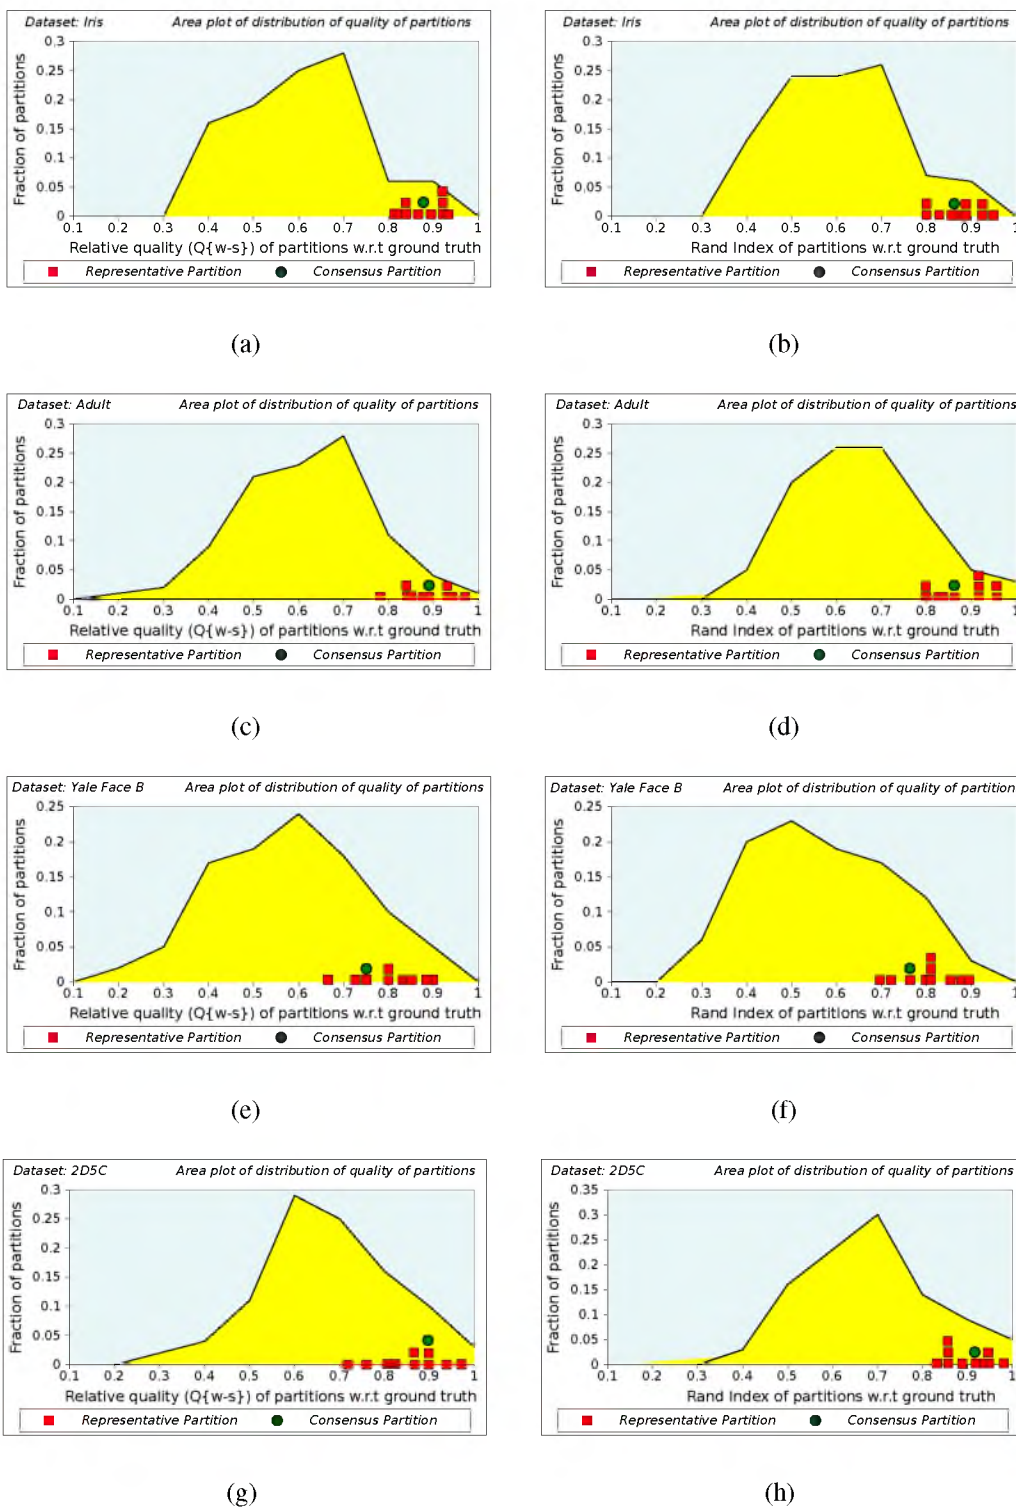 Dataset: Iris Area plot of distribution of quality of partitions
0.3
0.25
0.2
0.15
0.1
0.05
0
Fraction of partitions
0.1 0.2 0.3 0.4 0.5 0.6 0.7 0.8 0.9 1
Relative quality (Q{w-s}) of partitions w.r.t ground truth
Representative Partition Consensus Partition
(a)
Dataset: Iris Area plot of distribution of quality of partitions
0.3
0.25
0.2
0.15
0.1
0.05
0
Fraction of partitions
0.1 0.2 0.3 0.4 0.5 0.6 0.7 0.8 0.9 1
Rand Index of partitions w.r.t ground truth
Representative Partition Consensus Partition
(b)
Dataset: Adult Area plot of distribution of quality of partitions
0.3
0.25
0.2
0.15
0.1
0.05
0
Fraction of partitions
0.1 0.2 0.3 0.4 0.5 0.6 0.7 0.8 0.9 1
Relative quality (Q{w-s}) of partitions w.r.t ground truth
Representative Partition Consensus Partition
(c)
Dataset: Adult Area plot of distribution of quality of partitions
0.3
0.25
0.2
0.15
0.1
0.05
0
Fraction of partitions
0.1 0.2 0.3 0.4 0.5 0.6 0.7 0.8 0.9 1
Rand Index of partitions w.r.t ground truth
Representative Partition Consensus Partition
(d)
Dataset: Yale Face B Area plot of distribution of quality of partitions
0.25
0.2
0.15
0.1
0.05
0
Fraction of partitions
0.1 0.2 0.3 0.4 0.5 0.6 0.7 0.8 0.9 1
Relative quality (Q{w-s}) of partitions w.r.t ground truth
Representative Partition Consensus Partition
(e)
Dataset: Yale Face B Area plot of distribution of quality of partition
0.25
0.2
0.15
0.1
0.05
0
Fraction of partitions
0.1 0.2 0.3 0.4 0.5 0.6 0.7 0.8 0.9 1
Rand Index of partitions w.r.t ground truth
Representative Partition Consensus Partition
(f)
Dataset: 2D5C Area plot of distribution of quality of partitions
0.3
0.25
0.2
0.15
0.1
0.05
0
Fraction of partitions
0.1 0.2 0.3 0.4 0.5 0.6 0.7 0.8 0.9 1
Relative quality (Q{w-s}) of partitions w.r.t ground truth
Representative Partition Consensus Partition
(g)
Dataset: 2D5C Area plot of distribution of quality of partitions
0.35
0.3
0.25
0.2
0.15
0.1
0.05
0
Fraction of partitions
0.1 0.2 0.3 0.4 0.5 0.6 0.7 0.8 0.9 1
Rand Index of partitions w.r.t ground truth
Representative Partition Consensus Partition
(h)